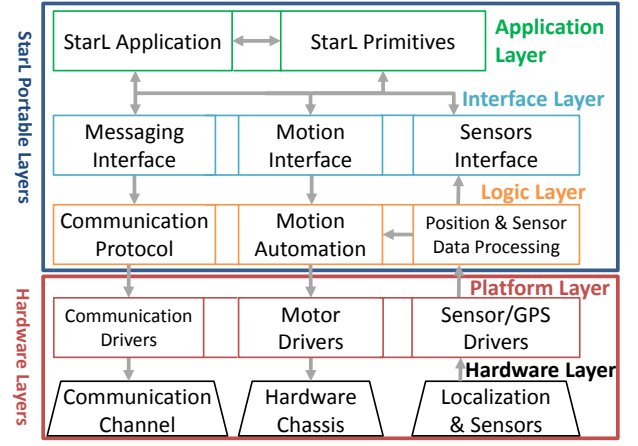 StarL Portable Layers
StarL Application
StarL Primitives
Application
Layer
Interface Layer
Messaging
Interface
Motion
Interface
Sensors
Interface
Logic Layer
Communication
Protocol
Motion
Automation
Position & Sensor
Data Processing
Hardware Layers
Platform Layer
Communication
Drivers
Motor
Drivers
Sensor/GPS
Drivers
Hardware Layer
Communication
Channel
Hardware
Chassis
Localization
& Sensors